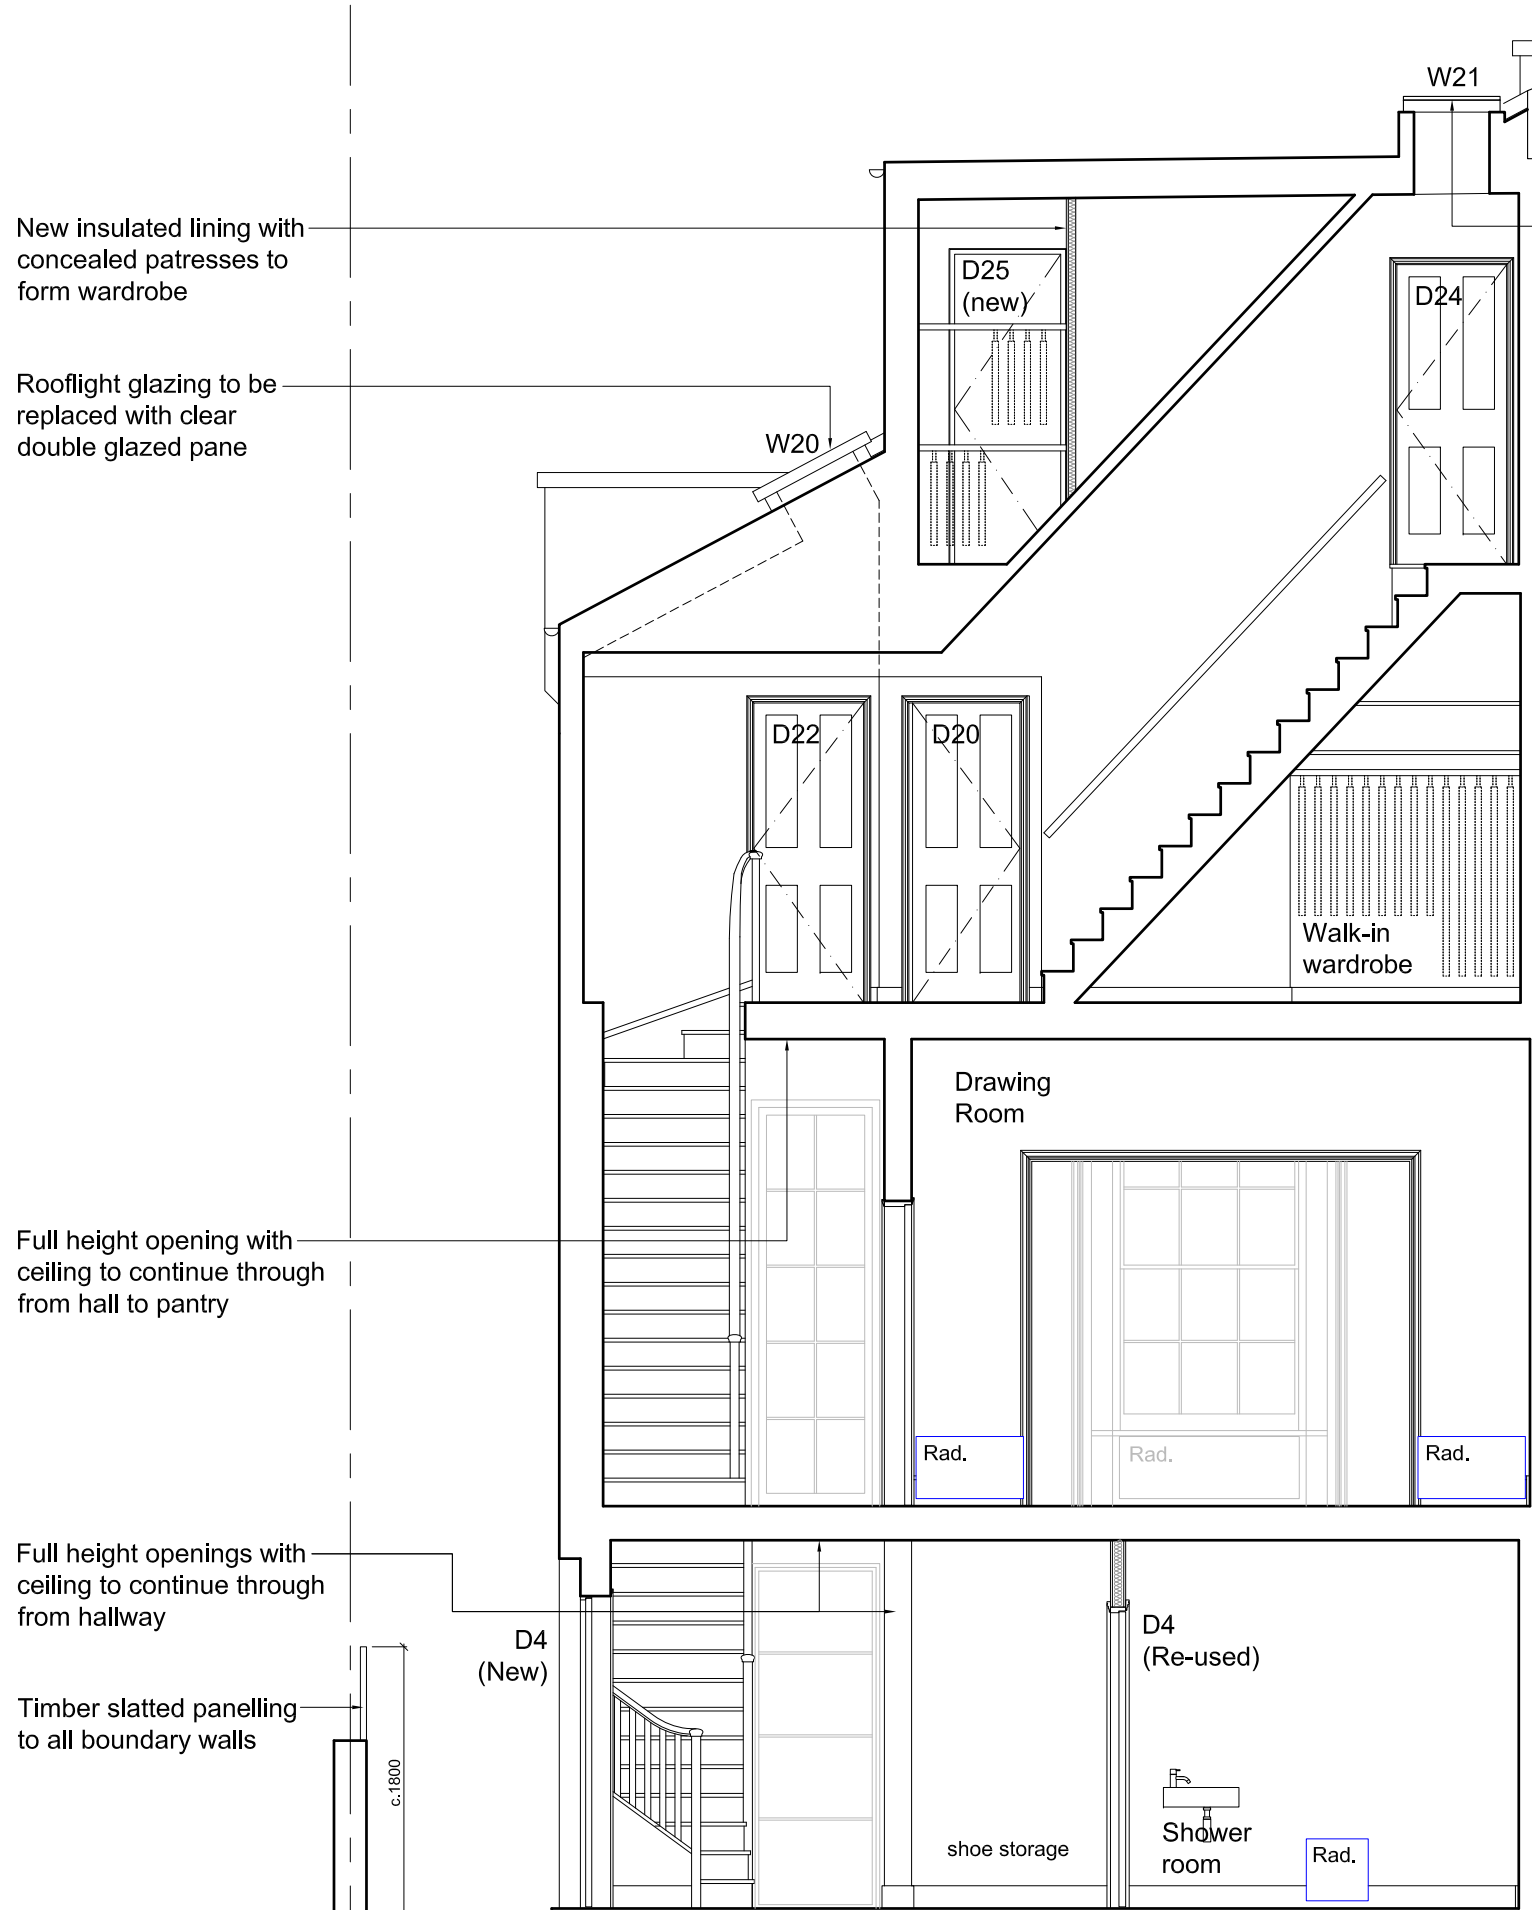 W21
New insulated lining with
concealed patresses to
form wardrobe
D25
(new)
D24
Rooflight glazing to be
replaced with clear
double glazed pane
W20
D22
D20
Walk-in
wardrobe
Drawing
Room
Full height opening with
ceiling to continue through
from hall to pantry
Rad.
Rad.
Rad.
Full height openings with
ceiling to continue through
from hallway
D4
(New)
D4
(Re-used)
Timber slatted panelling
to all boundary walls
c.1800
shoe storage
Shower
room
Rad.